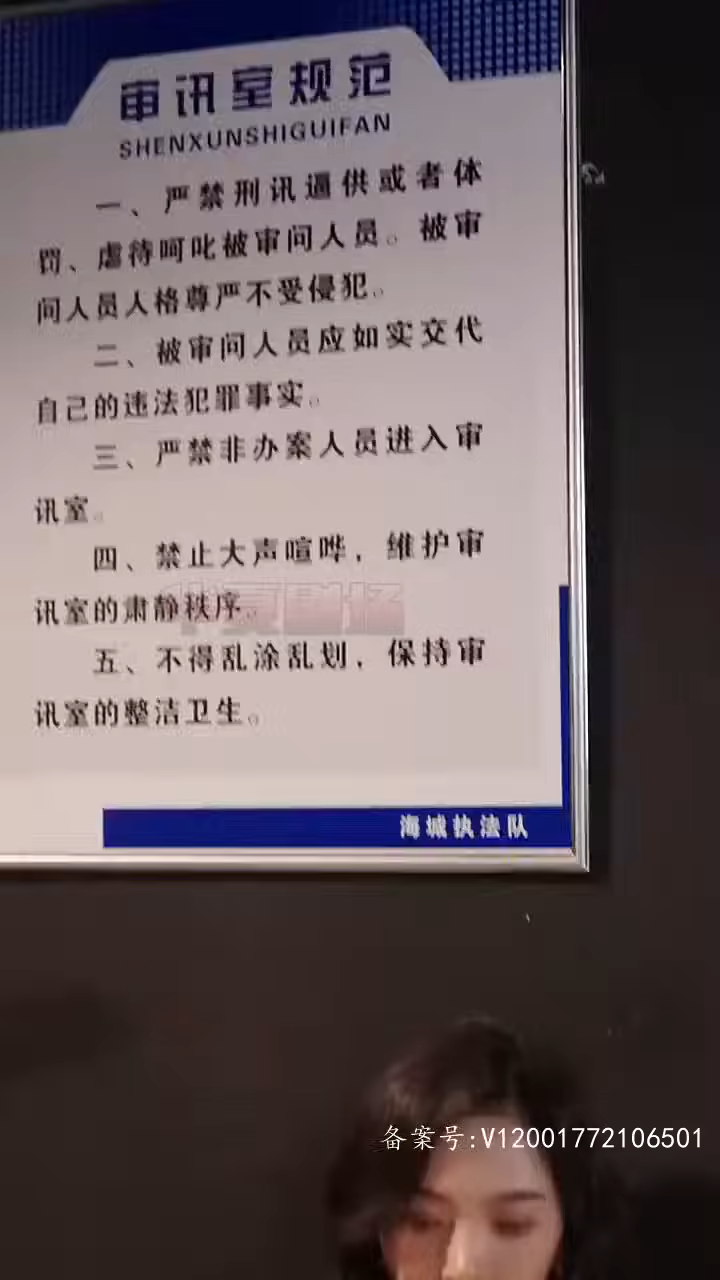 审讯室规范
SHENXUNSHIGUIFAN
一、严禁刑讯逼供或者体
罚、虐待呵叱被审问人员。被审
问人员人格尊严不受侵犯。
二、被审问人员应如实交代
自己的违法犯罪事实。
三、严禁非办案人员进入审
讯室。
四、禁止大声喧哗，维护审
讯室的肃静秩序。
华夏剧场
五、不得乱涂乱划，保持审
讯室的整洁卫生。
海城执法队
备案号:V12001772106501